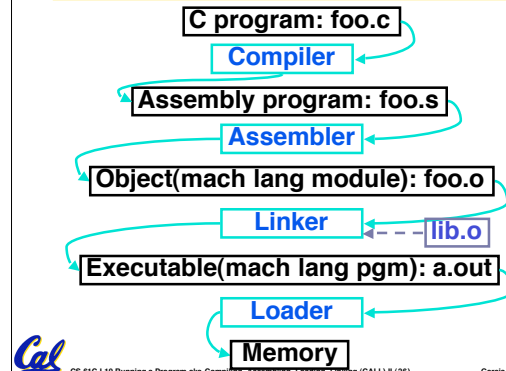 C program: foo.c
Compiler
Assembly program: foo.s
Assembler
Object(mach lang module): foo.o
Linker
lib.o
Executable(mach lang pgm): a.out
Loader
Memory
Cal